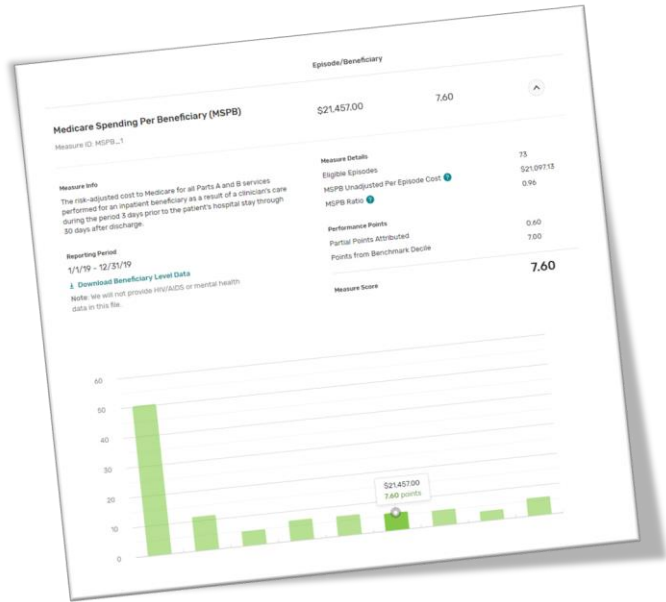 Episode/Beneficiary
Medicare Spending Per Beneficiary (MSPB)
$21,457.00
7.60
Measure ID: MSPB_1
Measure Info
The risk-adjusted cost to Medicare for all Parts A and B services
performed for an inpatient beneficiary as a result of a clinician's care
during the period 3 days prior to the patient's hospital stay through
30 days after discharge.
Reporting Period
1/1/19 - 12/31/19
Download Beneficiary Level Data
Note: We will not provide HIV/AIDS or mental health
data in this file.
Measure Details
Eligible Episodes 73
MSPB Unadjusted Per Episode Cost ? $21,097.13
MSPB Ratio ? 0.96
Performance Points
Partial Points Attributed 0.60
Points from Benchmark Decile 7.00
Measure Score 7.60
60
50
40
30
20
10
0
$21,457.00
7.60 points